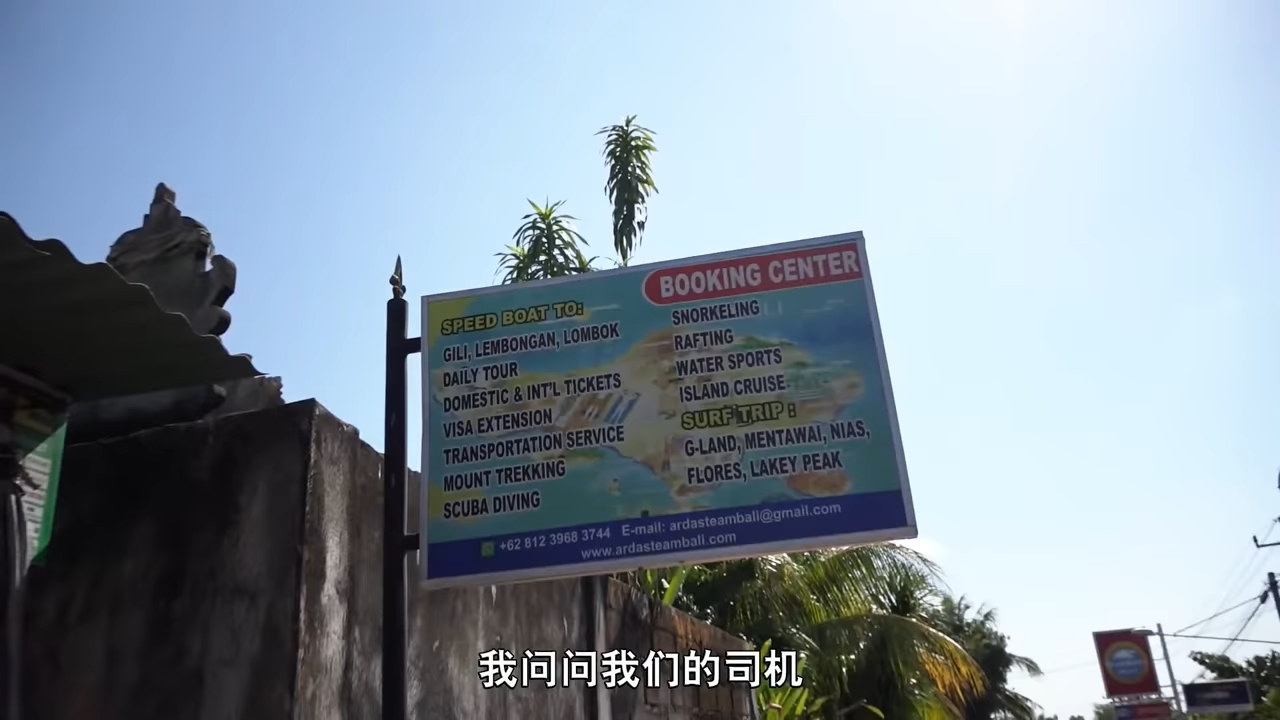 BOOKING CENTER
SPEED BOAT TO:
GILI, LEMBONGAN, LOMBOK
DAILY TOUR
DOMESTIC & INT'L TICKETS
VISA EXTENSION
TRANSPORTATION SERVICE
MOUNT TREKKING
SCUBA DIVING
SNORKELING
RAFTING
WATER SPORTS
ISLAND CRUISE
SURF TRIP :
G-LAND, MENTAWAI, NIAS,
FLORES, LAKEY PEAK
+62 812 3968 3744 E-mail: ardasteambali@gmail.com
www.ardasteambali.com
我问问我们的司机